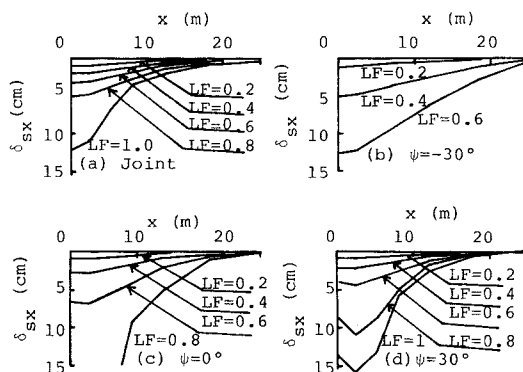 x (m)
0 10 20
0
5
10
15
δsx (cm)
LF=0.2
LF=0.4
LF=0.6
LF=0.8
LF=1.0
(a) Joint
x (m)
0 10 20
0
5
10
15
δsx (cm)
LF=0.2
LF=0.4
LF=0.6
(b) ψ=-30°
x (m)
0 10 20
0
5
10
15
δsx (cm)
LF=0.2
LF=0.4
LF=0.6
LF=0.8
(c) ψ=0°
x (m)
0 10 20
0
5
10
15
δsx (cm)
LF=0.2
LF=0.4
LF=0.6
LF=0.8
LF=1
(d) ψ=30°